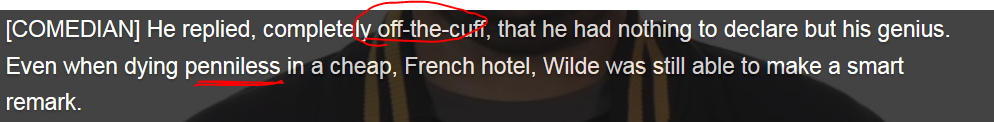 [COMEDIAN] He replied, completely off-the-cuff, that he had nothing to declare but his genius.
Even when dying penniless in a cheap, French hotel, Wilde was still able to make a smart
remark.